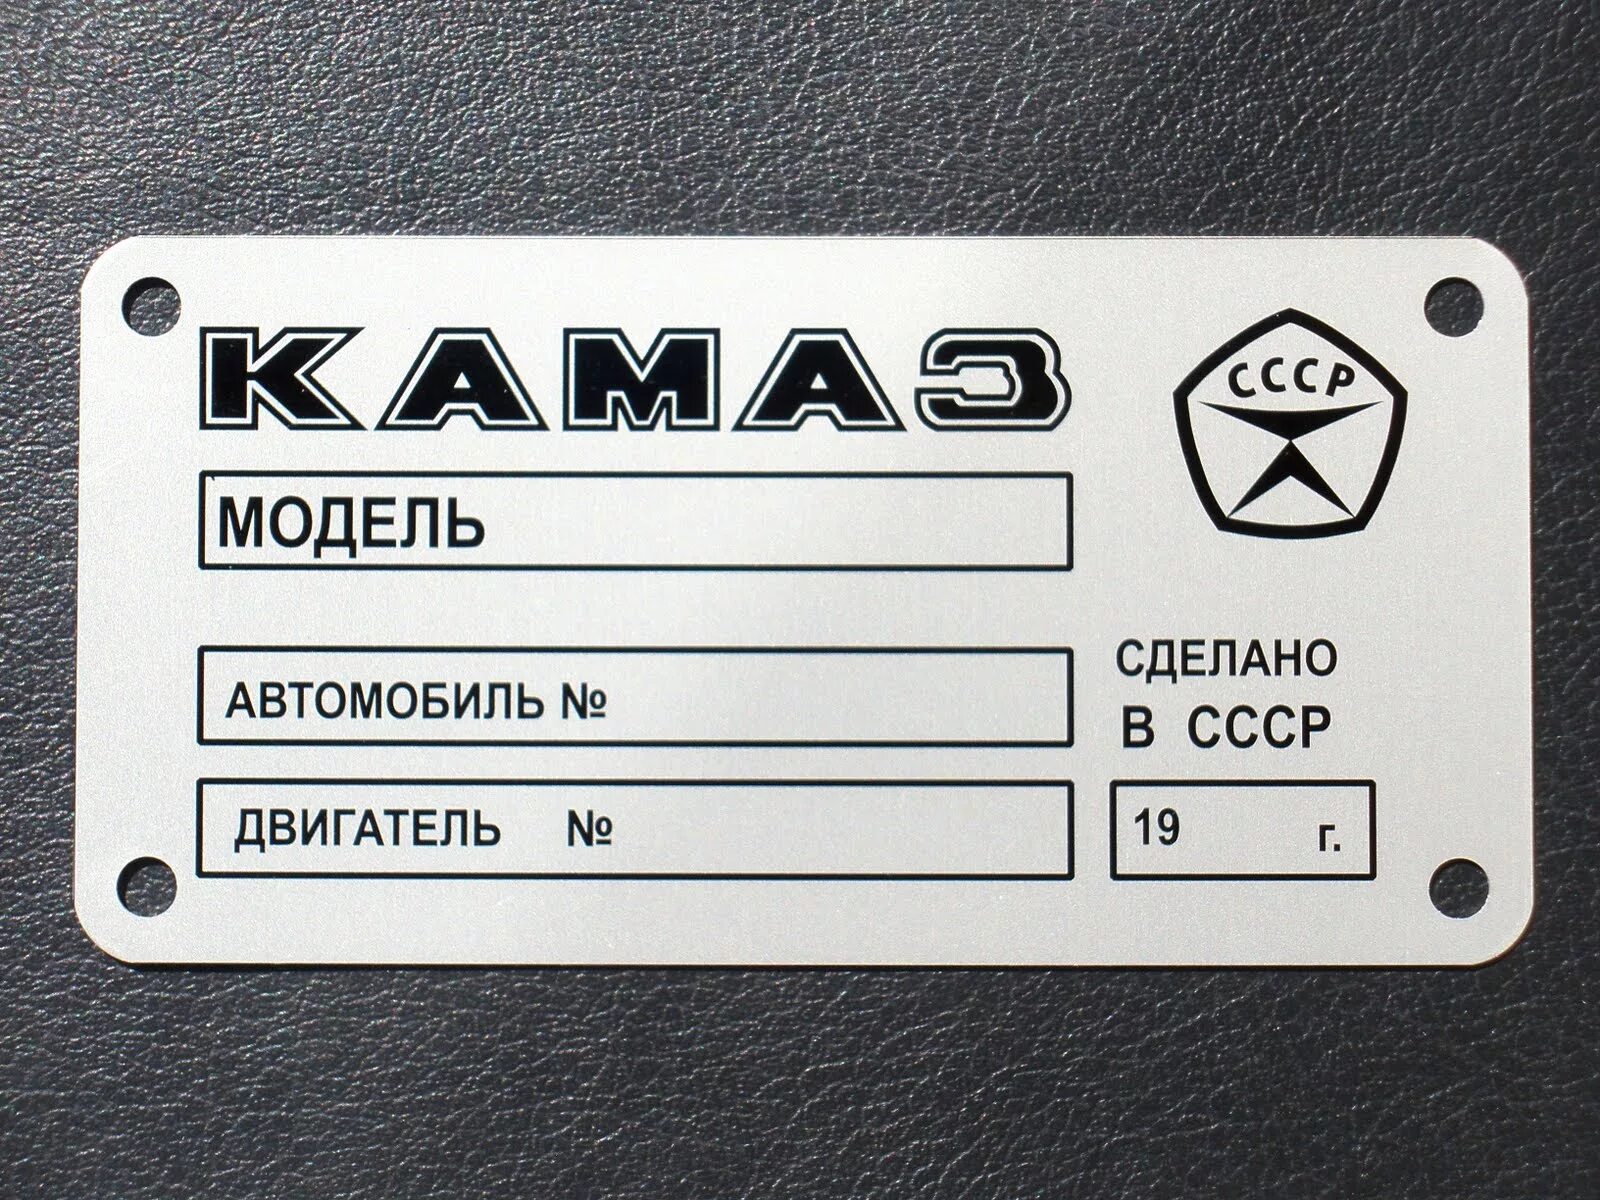 КАМАЗ
СССР
МОДЕЛЬ
АВТОМОБИЛЬ №
СДЕЛАНО
В СССР
ДВИГАТЕЛЬ №
19 г.